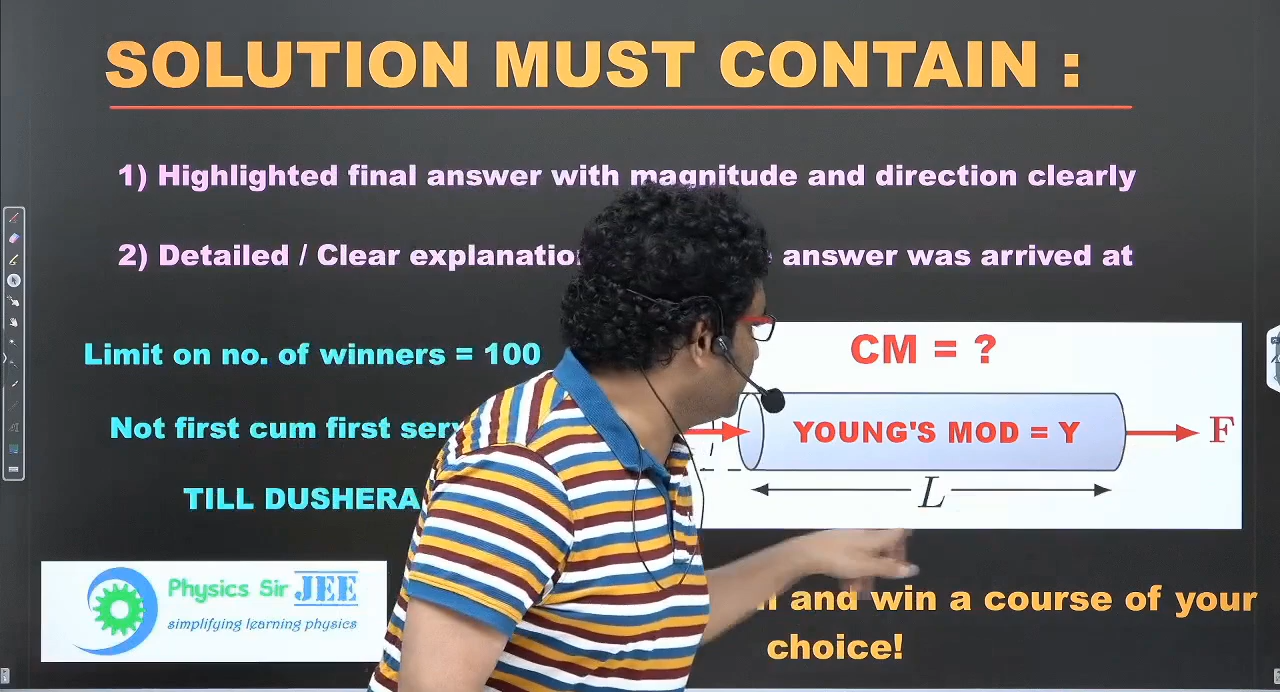 SOLUTION MUST CONTAIN :
1) Highlighted final answer with magnitude and direction clearly
2) Detailed / Clear answer was arrived at
Limit on no. of winners = 100
Not first cum first
TILL DUSHERA
CM = ?
YOUNG'S MOD = Y
F
L
Physics Sir JEE
simplifying learning physics
and win a course of your
choice!